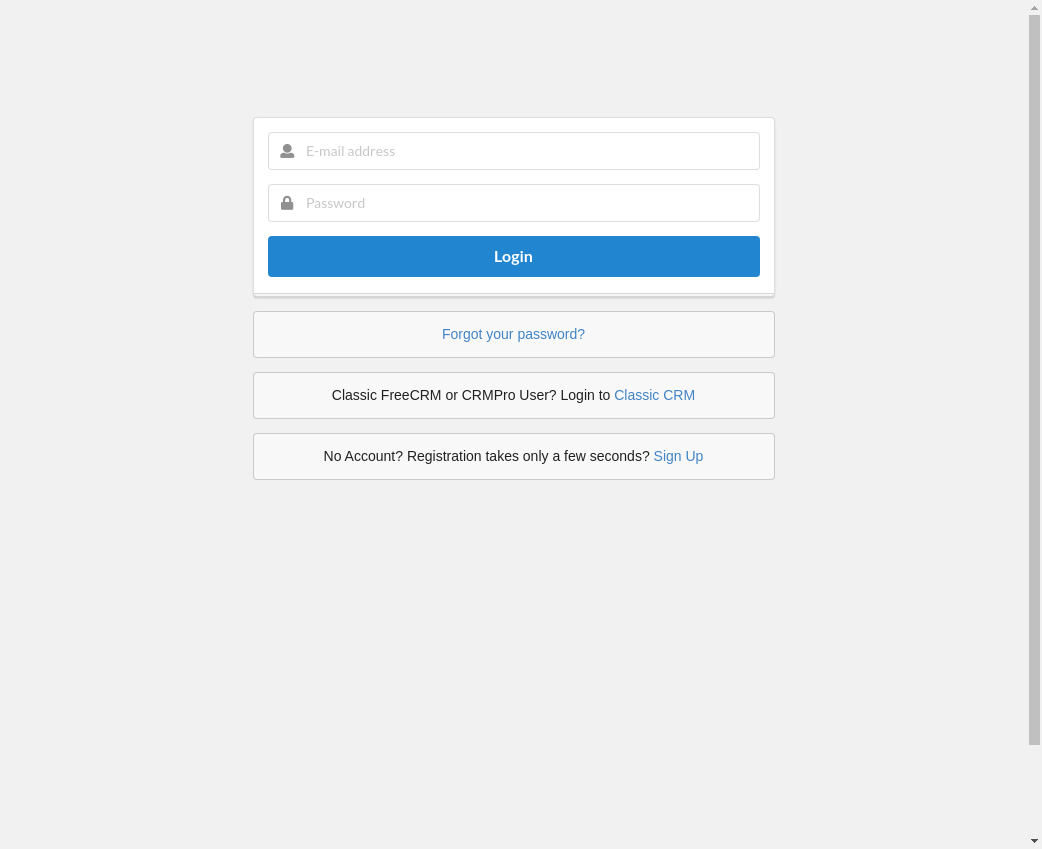 E-mail address
Password
Login
Forgot your password?
Classic FreeCRM or CRMPro User? Login to Classic CRM
No Account? Registration takes only a few seconds? Sign Up